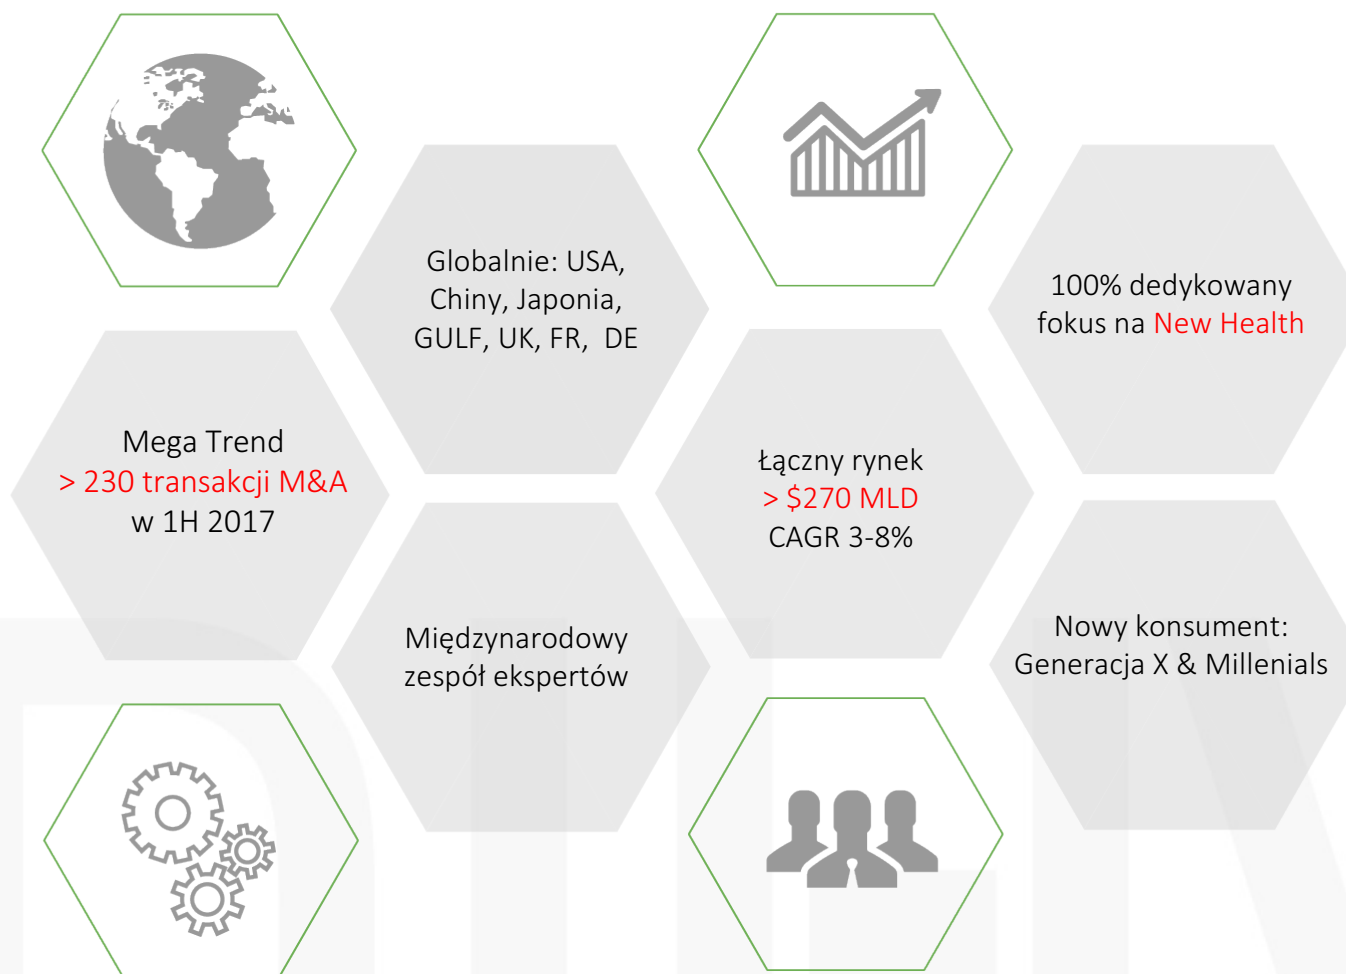 Globalnie: USA,
Chiny, Japonia,
GULF, UK, FR, DE
100% dedykowany
fokus na New Health
Mega Trend
> 230 transakcji M&A
w 1H 2017
Łączny rynek
> $270 MLD
CAGR 3-8%
Międzynarodowy
zespół ekspertów
Nowy konsument:
Generacja X & Millenials